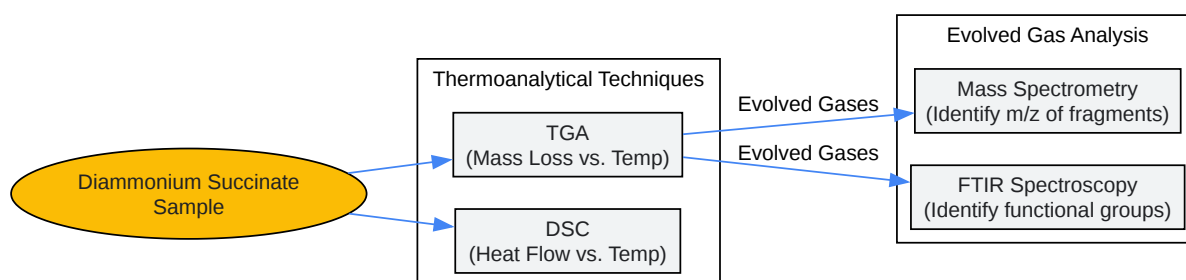 Diammonium Succinate
Sample
Thermoanalytical Techniques
TGA
(Mass Loss vs. Temp)
DSC
(Heat Flow vs. Temp)
Evolved Gases
Evolved Gases
Evolved Gas Analysis
Mass Spectrometry
(Identify m/z of fragments)
FTIR Spectroscopy
(Identify functional groups)